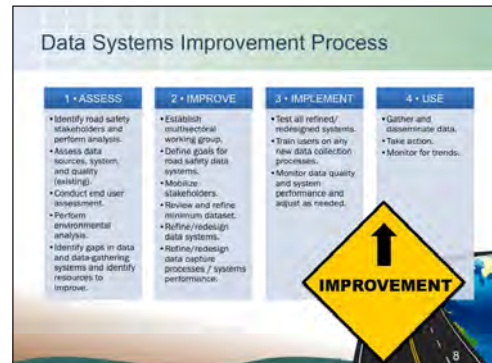 Data Systems Improvement Process
1 • ASSESS
•Identify road safety
stakeholders and
perform analysis.
•Assess data
sources, system,
and quality
(existing).
•Conduct end user
assessment.
•Perform
environmental
analysis.
•Identify gaps in data
and data-gathering
systems and identify
resources to
improve.
2 • IMPROVE
•Establish
multisectoral
working group.
•Define goals for
road safety data
systems.
•Mobilize
stakeholders.
•Review and refine
minimum dataset.
•Refine/redesign
data systems.
•Refine/redesign
data capture
processes / systems
performance.
3 • IMPLEMENT
•Test all refined/
redesigned systems.
•Train users on any
new data collection
processes.
•Monitor data quality
and system
performance and
adjust as needed.
4 • USE
•Gather and
disseminate data.
•Take action.
•Monitor for trends.
IMPROVEMENT
8